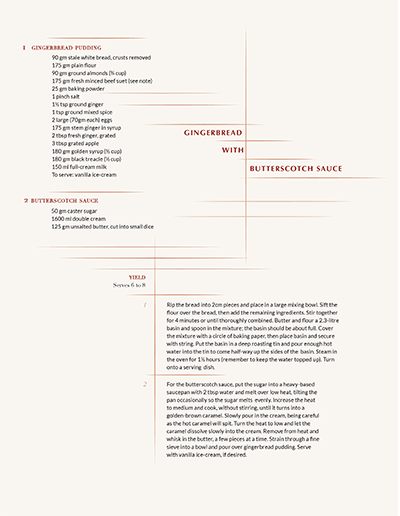 1 GINGERBREAD PUDDING
90 gm stale white bread, crusts removed
175 gm plain flour
90 gm ground almonds (¾ cup)
175 gm fresh minced beef suet (see note)
25 gm baking powder
1 pinch salt
1½ tsp ground ginger
1 tsp ground mixed spice
2 large (70gm each) eggs
175 gm stem ginger in syrup
2 tbsp fresh ginger, grated
3 tbsp grated apple
180 gm golden syrup (½ cup)
180 gm black treacle (½ cup)
150 ml full-cream milk
To serve: vanilla ice-cream
GINGERBREAD
WITH
BUTTERSCOTCH SAUCE
2 BUTTERSCOTCH SAUCE
50 gm caster sugar
1600 ml double cream
125 gm unsalted butter, cut into small dice
YIELD
Serves 6 to 8
1
Rip the bread into 2cm pieces and place in a large mixing bowl. Sift the
flour over the bread, then add the remaining ingredients. Stir together
for 4 minutes or until thoroughly combined. Butter and flour a 2.3-litre
basin and spoon in the mixture; the basin should be about full. Cover
the mixture with a circle of baking paper, then place basin and secure
with string. Put the basin in a deep roasting tin and pour enough hot
water into the tin to come half-way up the sides of the basin. Steam in
the oven for 1½ hours (remember to keep the water topped up). Turn
onto a serving dish.
2
For the butterscotch sauce, put the sugar into a heavy-based
saucepan with 2 tbsp water and melt over low heat, tilting the
pan occasionally so the sugar melts evenly. Increase the heat
to medium and cook, without stirring, until it turns into a
golden-brown caramel. Slowly pour in the cream, being careful
as the hot caramel will spit. Turn the heat to low and let the
caramel dissolve slowly into the cream. Remove from heat and
whisk in the butter, a few pieces at a time. Strain through a fine
sieve into a bowl and pour over gingerbread pudding. Serve
with vanilla ice-cream, if desired.